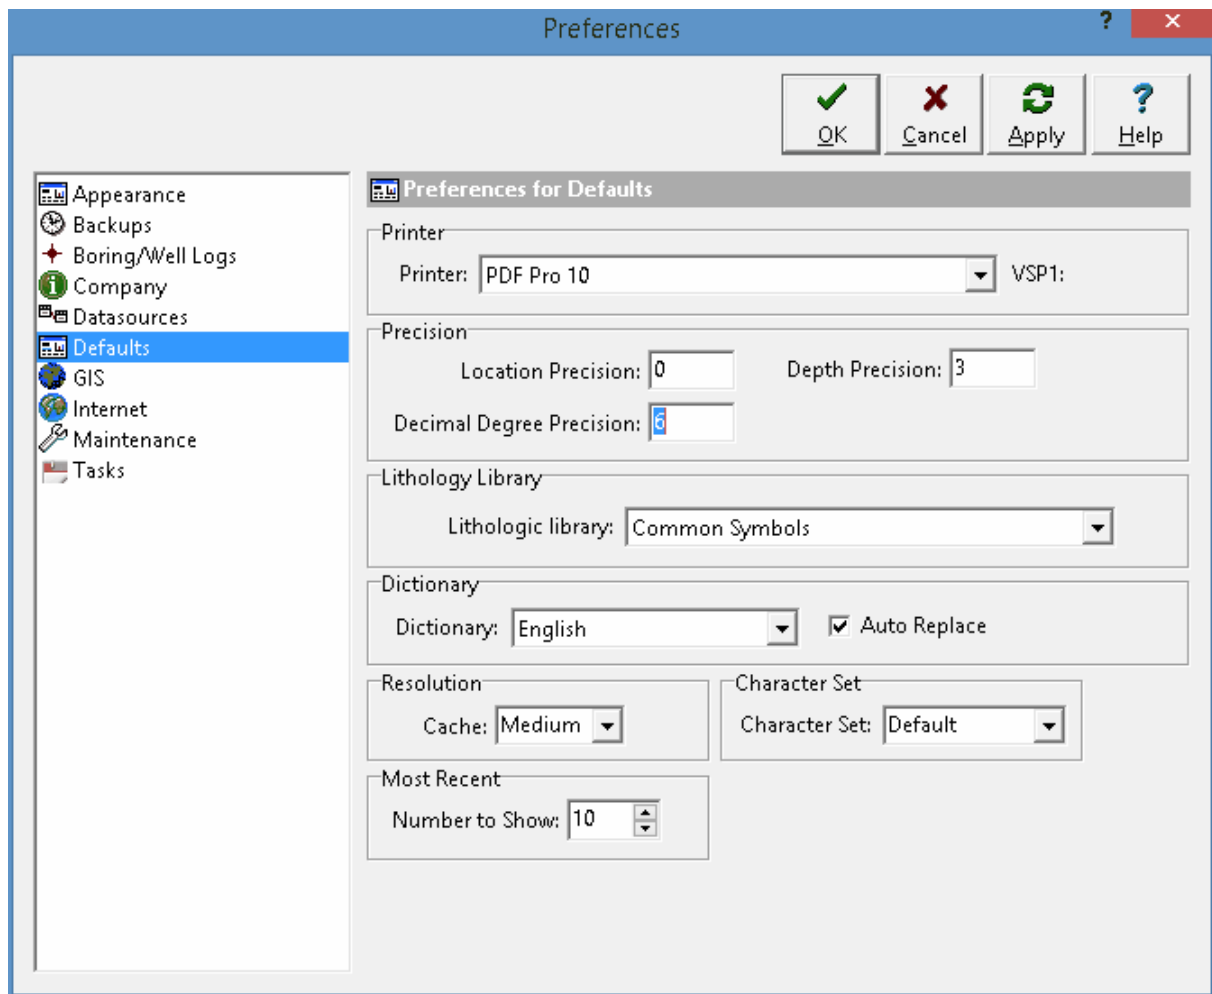 Preferences
?
OK
Cancel
Apply
? Help
Appearance
Backups
Boring/Well Logs
Company
Datasources
Defaults
GIS
Internet
Maintenance
Tasks
Preferences for Defaults
Printer
Printer: PDF Pro 10 VSP1:
Precision
Location Precision: 0 Depth Precision: 3
Decimal Degree Precision: 6
Lithology Library
Lithologic library: Common Symbols
Dictionary
Dictionary: English Auto Replace
Resolution
Cache: Medium
Character Set
Character Set: Default
Most Recent
Number to Show: 10